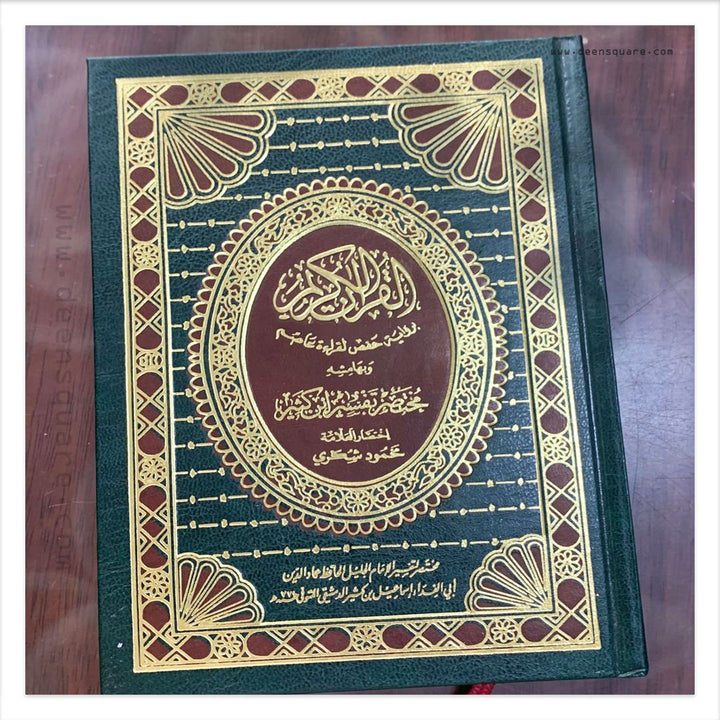 www.deensquare.com
www.deensquare.com
القرآن الكريم
برواية حفص لقراءة عاصم
وبهامشه
مختصر تفسير ابن كثير
اختصار العلامة
محمود شكري
مختصر لتفسير الإمام الجليل الحافظ عماد الدين
أبي الفداء إسماعيل بن كثير الدمشقي المتوفى ٧٧٤ هـ